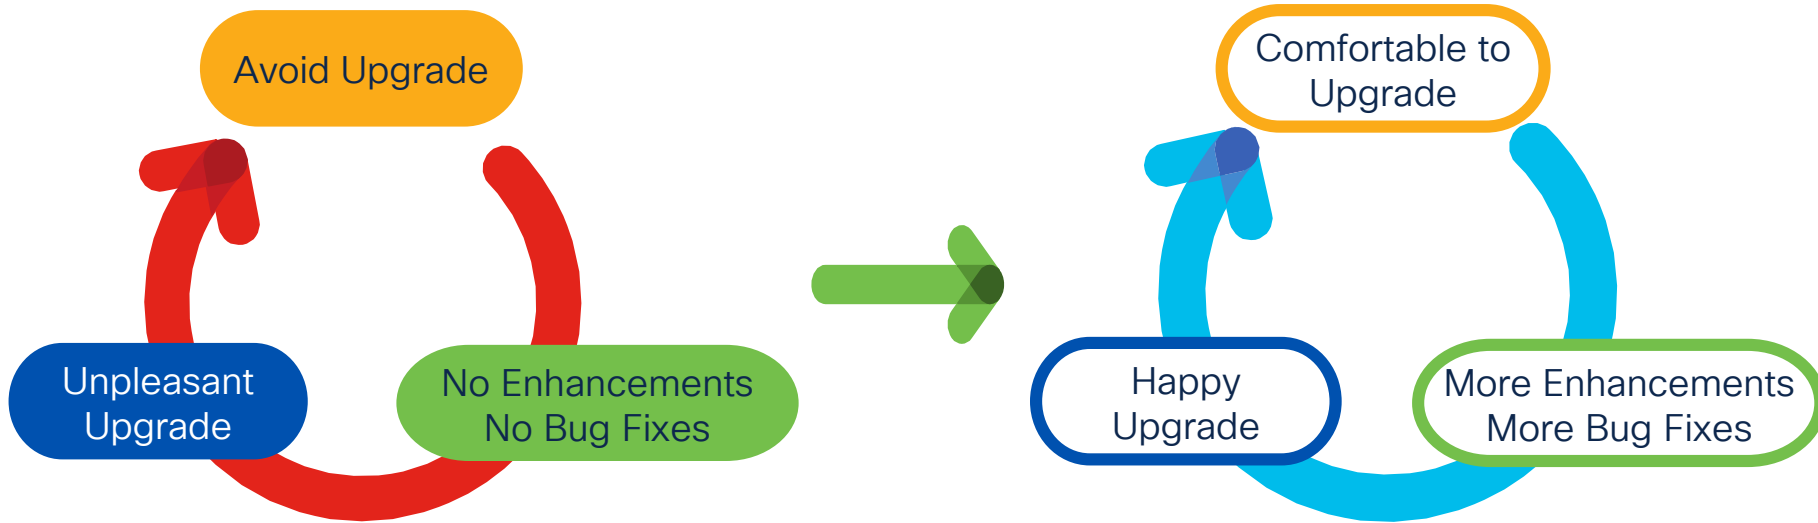 Avoid Upgrade
Unpleasant
Upgrade
No Enhancements
No Bug Fixes
Comfortable to
Upgrade
Happy
Upgrade
More Enhancements
More Bug Fixes